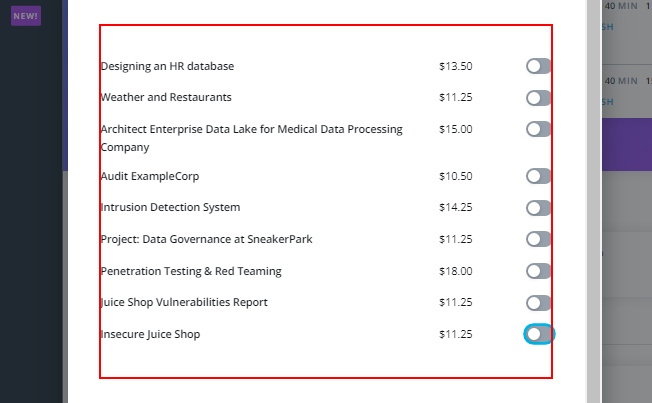 NEW!
40 MIN
SH
Designing an HR database $13.50
40 MIN
Weather and Restaurants $11.25
SH
Architect Enterprise Data Lake for Medical Data Processing $15.00
Company
Audit ExampleCorp $10.50
Intrusion Detection System $14.25
Project: Data Governance at SneakerPark $11.25
Penetration Testing & Red Teaming $18.00
Juice Shop Vulnerabilities Report $11.25
Insecure Juice Shop $11.25